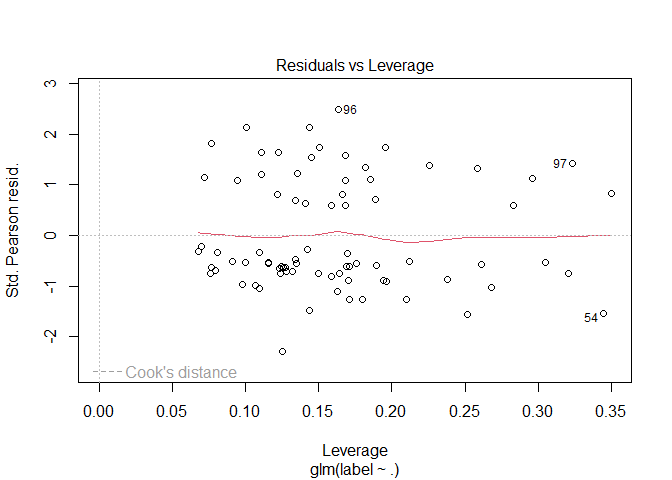 Residuals vs Leverage
Std. Pearson resid.
3
2
1
0
-1
-2
96
97
54
Cook's distance
0.00 0.05 0.10 0.15 0.20 0.25 0.30 0.35
Leverage
glm(label ~ .)